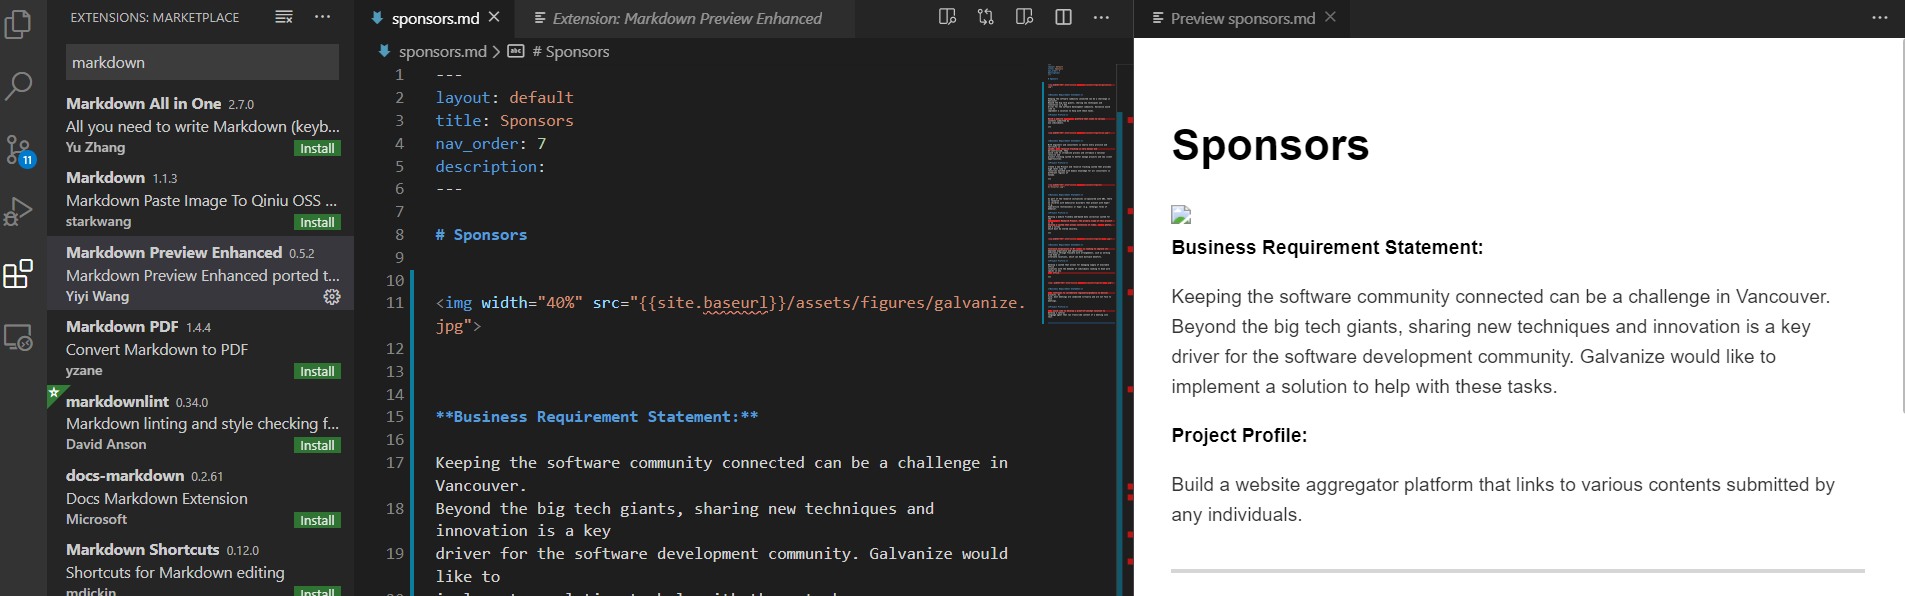 EXTENSIONS: MARKETPLACE
markdown
Markdown All in One 2.7.0
All you need to write Markdown (keyb...
Yu Zhang
Install
Markdown 1.1.3
Markdown Paste Image To Qiniu OSS ...
starkwang
Install
Markdown Preview Enhanced 0.5.2
Markdown Preview Enhanced ported t...
Yiyi Wang
Markdown PDF 1.4.4
Convert Markdown to PDF
yzane
Install
markdownlint 0.34.0
Markdown linting and style checking f...
David Anson
Install
docs-markdown 0.2.61
Docs Markdown Extension
Microsoft
Install
Markdown Shortcuts 0.12.0
Shortcuts for Markdown editing
mdickin
Install
11
sponsors.md
Extension: Markdown Preview Enhanced
sponsors.md > abc # Sponsors
1 ---
2 layout: default
3 title: Sponsors
4 nav_order: 7
5 description:
6 ---
7
8 # Sponsors
9
10
11 <img width="40%" src="{{site.baseurl}}/assets/figures/galvanize.
jpg">
12
13
14
15 **Business Requirement Statement:**
16
17 Keeping the software community connected can be a challenge in
Vancouver.
18 Beyond the big tech giants, sharing new techniques and
innovation is a key
19 driver for the software development community. Galvanize would
like to
Preview sponsors.md
Sponsors
Business Requirement Statement:
Keeping the software community connected can be a challenge in Vancouver.
Beyond the big tech giants, sharing new techniques and innovation is a key
driver for the software development community. Galvanize would like to
implement a solution to help with these tasks.
Project Profile:
Build a website aggregator platform that links to various contents submitted by
any individuals.